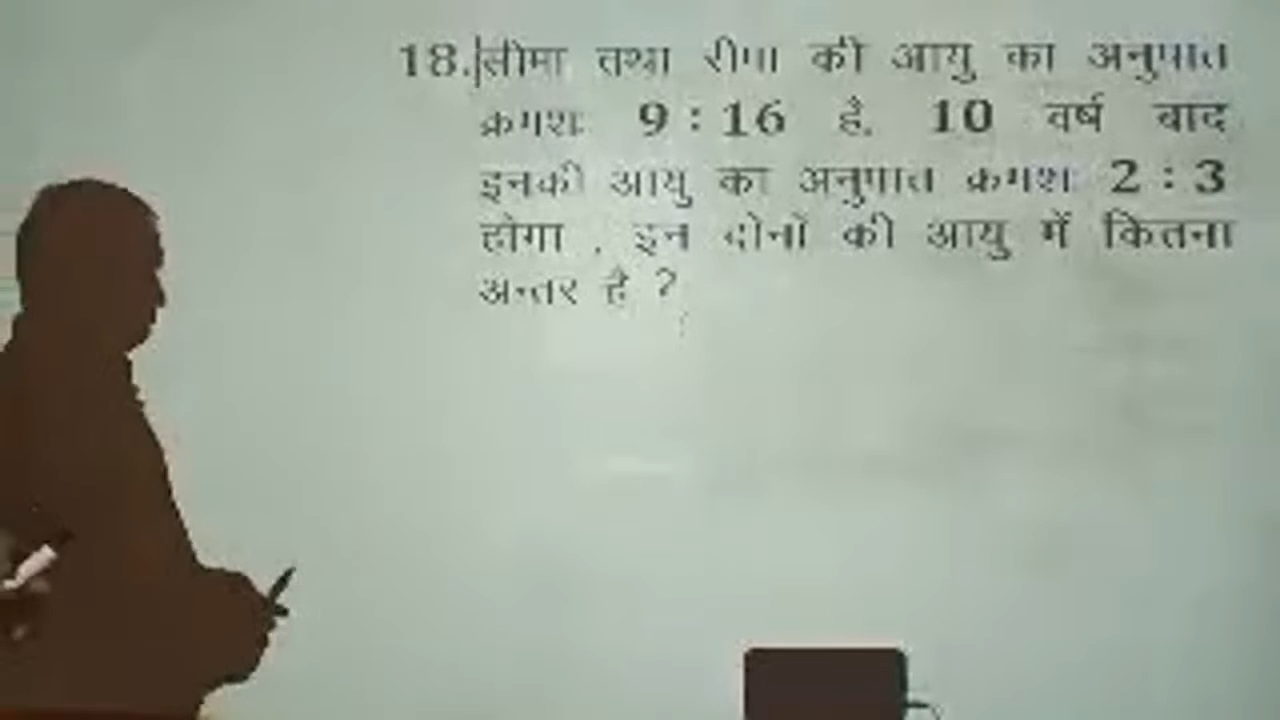 18. सीमा तथा रीमा की आयु का अनुपात
क्रमशः 9 : 16 है. 10 वर्ष बाद
इनकी आयु का अनुपात क्रमशः 2 : 3
होगा . इन दोनों की आयु में कितना
अन्तर है ?